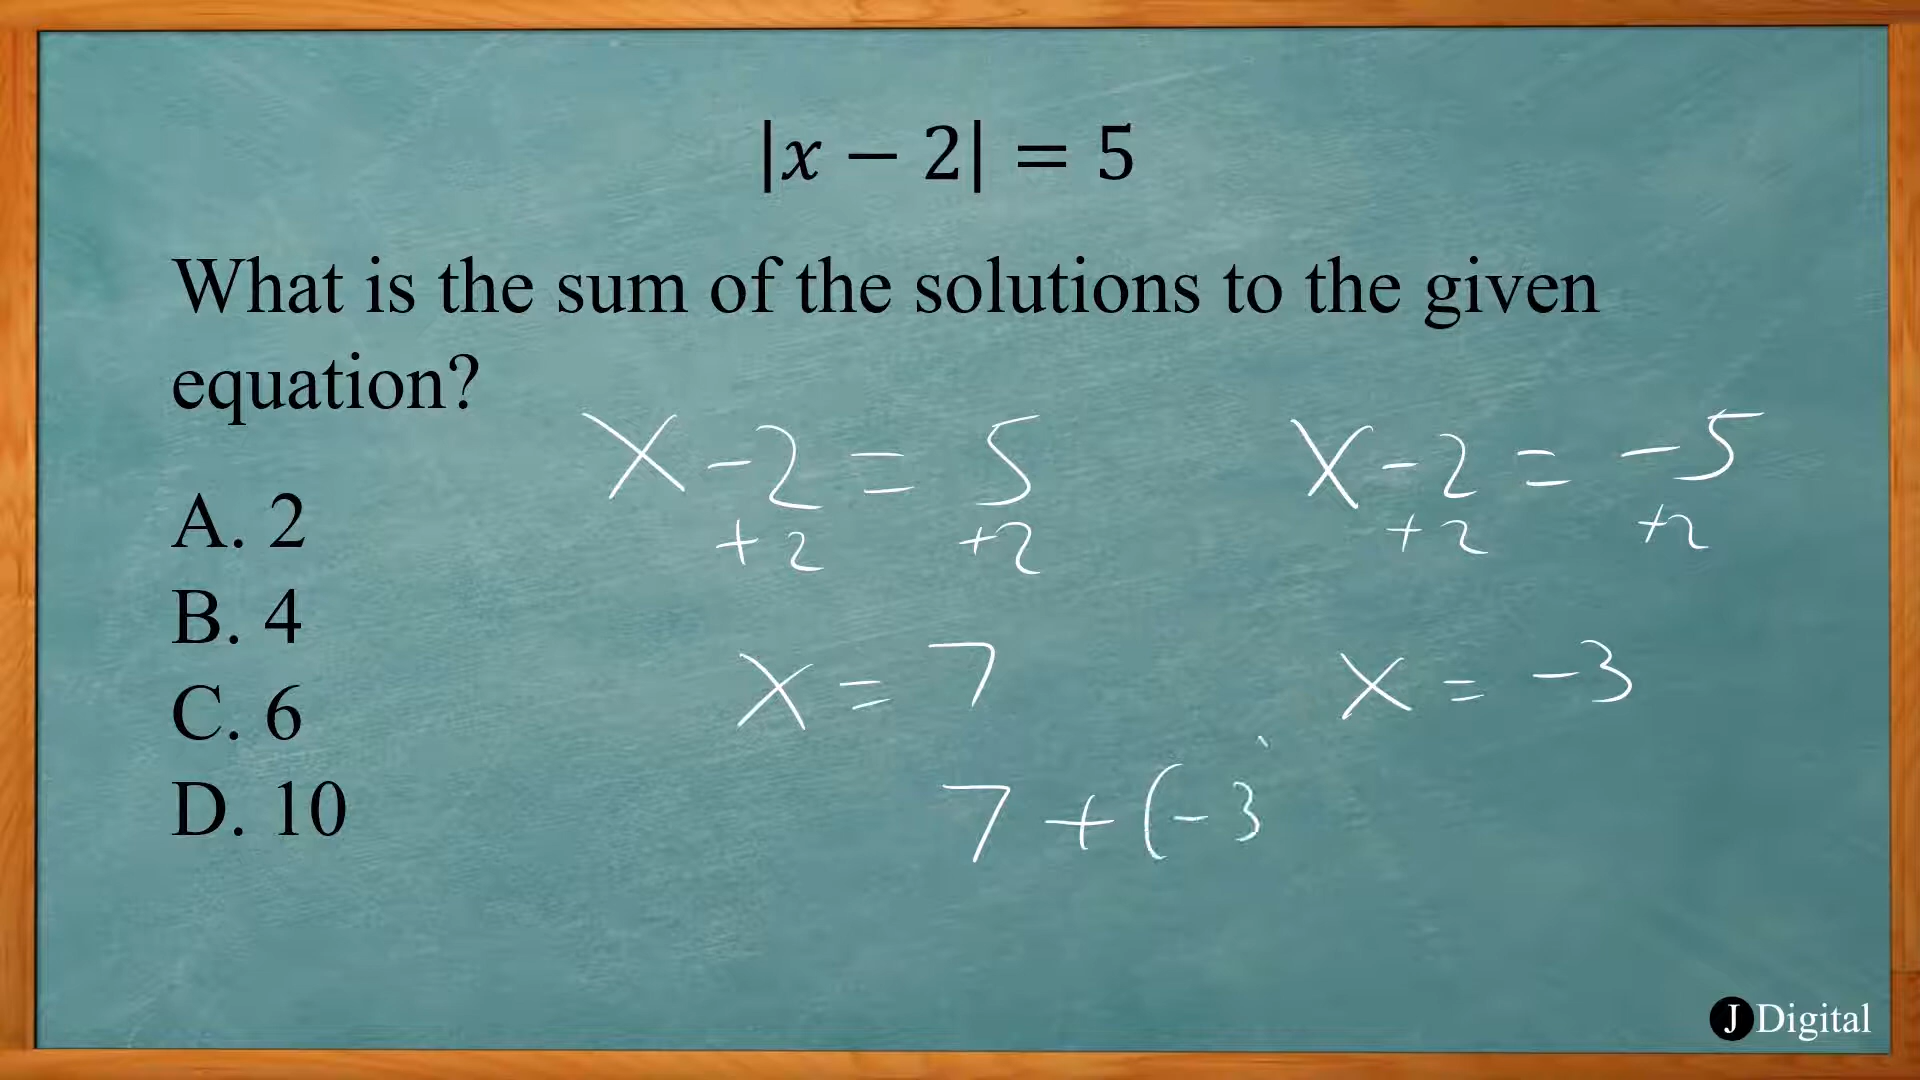 |x − 2| = 5
What is the sum of the solutions to the given
equation?
x - 2 = 5
+2 +2
x = 7
x - 2 = -5
+2 +2
x = -3
7 + (-3
A. 2
B. 4
C. 6
D. 10
J Digital